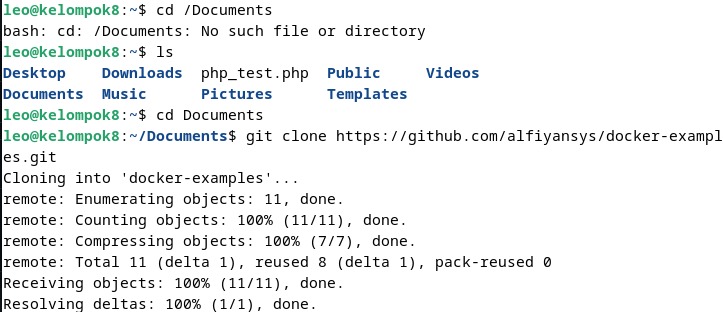 leo@kelompok8:~$ cd /Documents
bash: cd: /Documents: No such file or directory
leo@kelompok8:~$ ls
Desktop    Downloads  php_test.php  Public     Videos
Documents  Music      Pictures      Templates
leo@kelompok8:~$ cd Documents
leo@kelompok8:~/Documents$ git clone https://github.com/alfiyansys/docker-exampl
es.git
Cloning into 'docker-examples'...
remote: Enumerating objects: 11, done.
remote: Counting objects: 100% (11/11), done.
remote: Compressing objects: 100% (7/7), done.
remote: Total 11 (delta 1), reused 8 (delta 1), pack-reused 0
Receiving objects: 100% (11/11), done.
Resolving deltas: 100% (1/1), done.